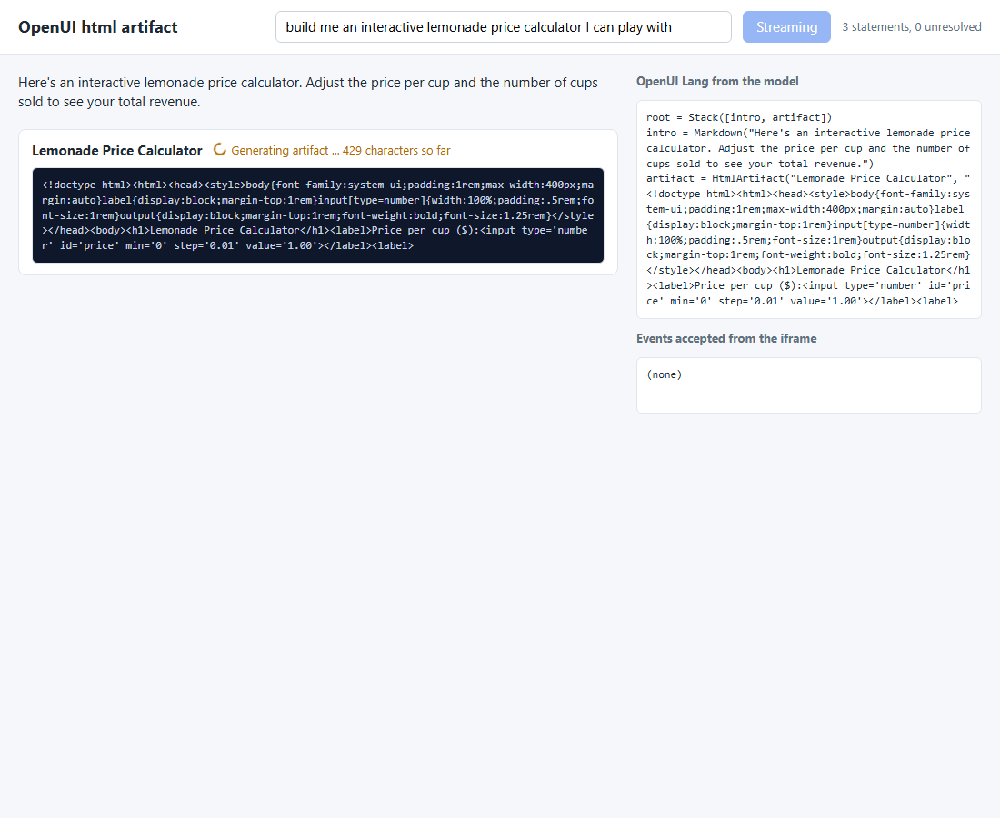 OpenUI html artifact
build me an interactive lemonade price calculator I can play with
Streaming
3 statements, 0 unresolved
Here's an interactive lemonade price calculator. Adjust the price per cup and the number of cups
sold to see your total revenue.
Lemonade Price Calculator
Generating artifact ... 429 characters so far
<!doctype html><html><head><style>body{font-family:system-ui;padding:1rem;max-width:400px;ma
rgin:auto}label{display:block;margin-top:1rem}input[type=number]{width:100%;padding:.5rem;fo
nt-size:1rem}output{display:block;margin-top:1rem;font-weight:bold;font-size:1.25rem}</style
></head><body><h1>Lemonade Price Calculator</h1><label>Price per cup ($):<input type='numbe
r' id='price' min='0' step='0.01' value='1.00'></label><label>
OpenUI Lang from the model
root = Stack([intro, artifact])
intro = Markdown("Here's an interactive lemonade price
calculator. Adjust the price per cup and the number of
cups sold to see your total revenue.")
artifact = HtmlArtifact("Lemonade Price Calculator", "
<!doctype html><html><head><style>body{font-family:sys
tem-ui;padding:1rem;max-width:400px;margin:auto}label
{display:block;margin-top:1rem}input[type=number]{widt
h:100%;padding:.5rem;font-size:1rem}output{display:blo
ck;margin-top:1rem;font-weight:bold;font-size:1.25rem}
</style></head><body><h1>Lemonade Price Calculator</h1
><label>Price per cup ($):<input type='number' id='pri
ce' min='0' step='0.01' value='1.00'></label><label>
Events accepted from the iframe
(none)